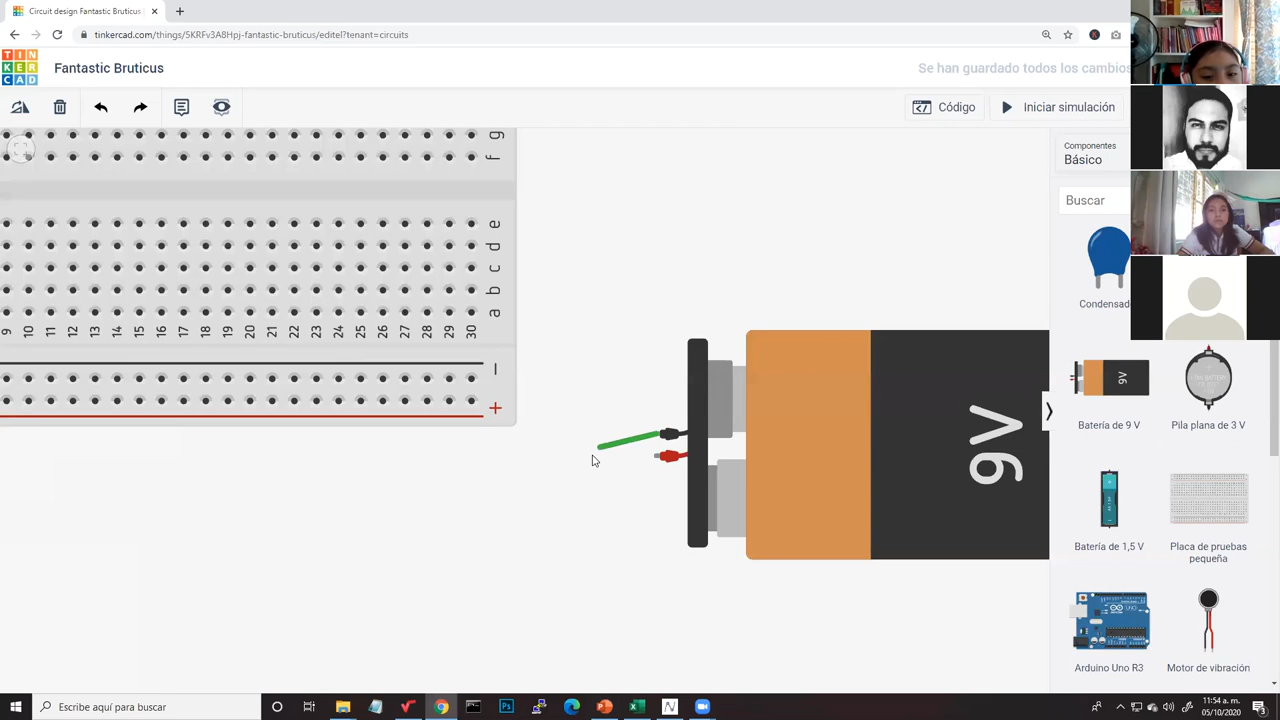 Circuit design Fantastic Bruticus
tinkercad.com/things/5KRFv3A8Hpj-fantastic-bruticus/editel?tenant=circuits
TIN
KER
CAD
Fantastic Bruticus
Se han guardado todos los cambios
Código
Iniciar simulación
Componentes
Básico
Buscar
g
f
e
d
c
b
a
9 10 11 12 13 14 15 16 17 18 19 20 21 22 23 24 25 26 27 28 29 30
−
+
9V
Condensad
9V
Batería de 9 V
Pila plana de 3 V
Batería de 1,5 V
Placa de pruebas
pequeña
Arduino Uno R3
Motor de vibración
Escribe aquí para buscar
11:54 a. m.
05/10/2020